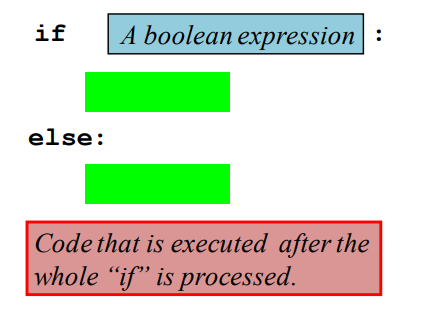 if A boolean expression :
else:
Code that is executed after the
whole “if” is processed.